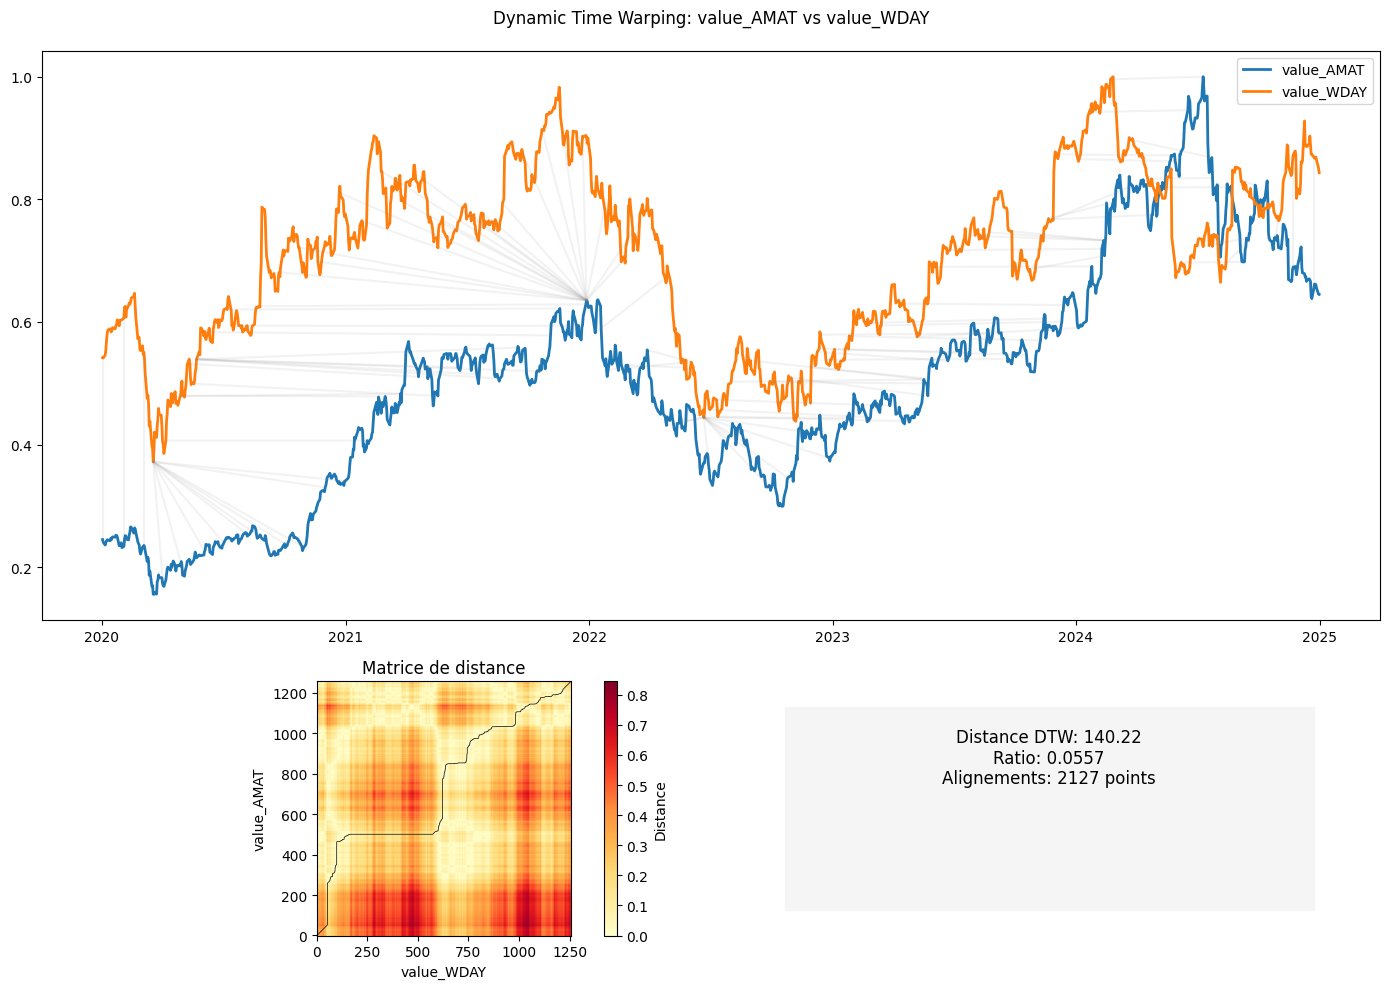 Dynamic Time Warping: value_AMAT vs value_WDAY
value_AMAT
value_WDAY
1.0
0.8
0.6
0.4
0.2
2020 2021 2022 2023 2024 2025
Matrice de distance
value_AMAT
1200
1000
800
600
400
200
0
0 250 500 750 1000 1250
value_WDAY
0.8
0.7
0.6
0.5
0.4
0.3
0.2
0.1
0.0
Distance
Distance DTW: 140.22
Ratio: 0.0557
Alignements: 2127 points